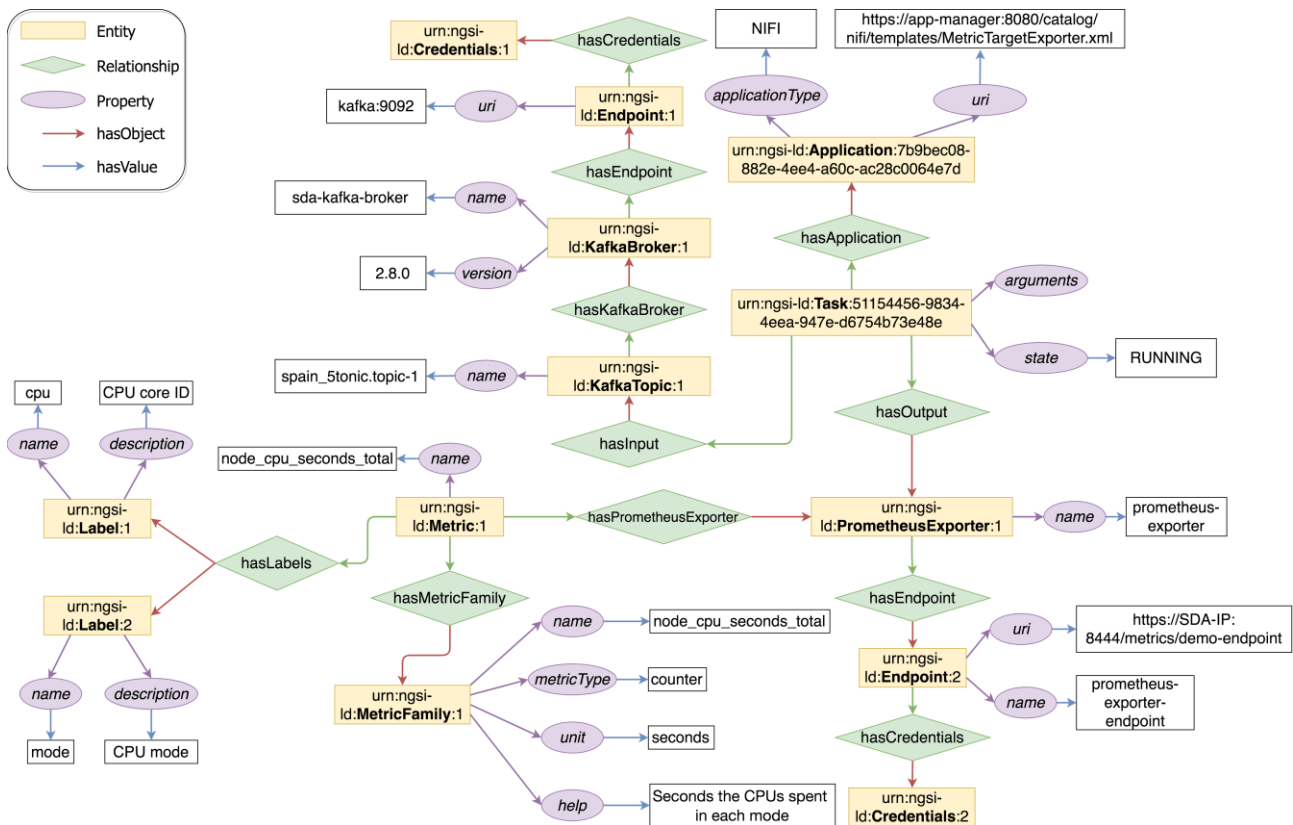 Entity
Relationship
Property
hasObject
hasValue
urn:ngsi-
ld:Credentials:1
hasCredentials
NIFI
https://app-manager:8080/catalog/
nifi/templates/MetricTargetExporter.xml
kafka:9092
uri
urn:ngsi-
ld:Endpoint:1
applicationType
uri
urn:ngsi-ld:Application:7b9bec08-
882e-4ee4-a60c-ac28c0064e7d
hasEndpoint
sda-kafka-broker
name
urn:ngsi-
ld:KafkaBroker:1
hasApplication
2.8.0
version
arguments
urn:ngsi-ld:Task:51154456-9834-
4eea-947e-d6754b73e48e
hasKafkaBroker
state
RUNNING
spain_5tonic.topic-1
name
urn:ngsi-
ld:KafkaTopic:1
cpu
CPU core ID
hasOutput
name
description
hasInput
node_cpu_seconds_total
name
urn:ngsi-
ld:Label:1
urn:ngsi-
ld:Metric:1
hasPrometheusExporter
urn:ngsi-
ld:PrometheusExporter:1
name
prometheus-
exporter
hasLabels
hasMetricFamily
hasEndpoint
urn:ngsi-
ld:Label:2
name
node_cpu_seconds_total
uri
https://SDA-IP:
8444/metrics/demo-endpoint
urn:ngsi-
ld:Endpoint:2
name
description
urn:ngsi-
ld:MetricFamily:1
metricType
counter
name
prometheus-
exporter-
endpoint
mode
CPU mode
unit
seconds
hasCredentials
help
Seconds the CPUs spent
in each mode
urn:ngsi-
ld:Credentials:2